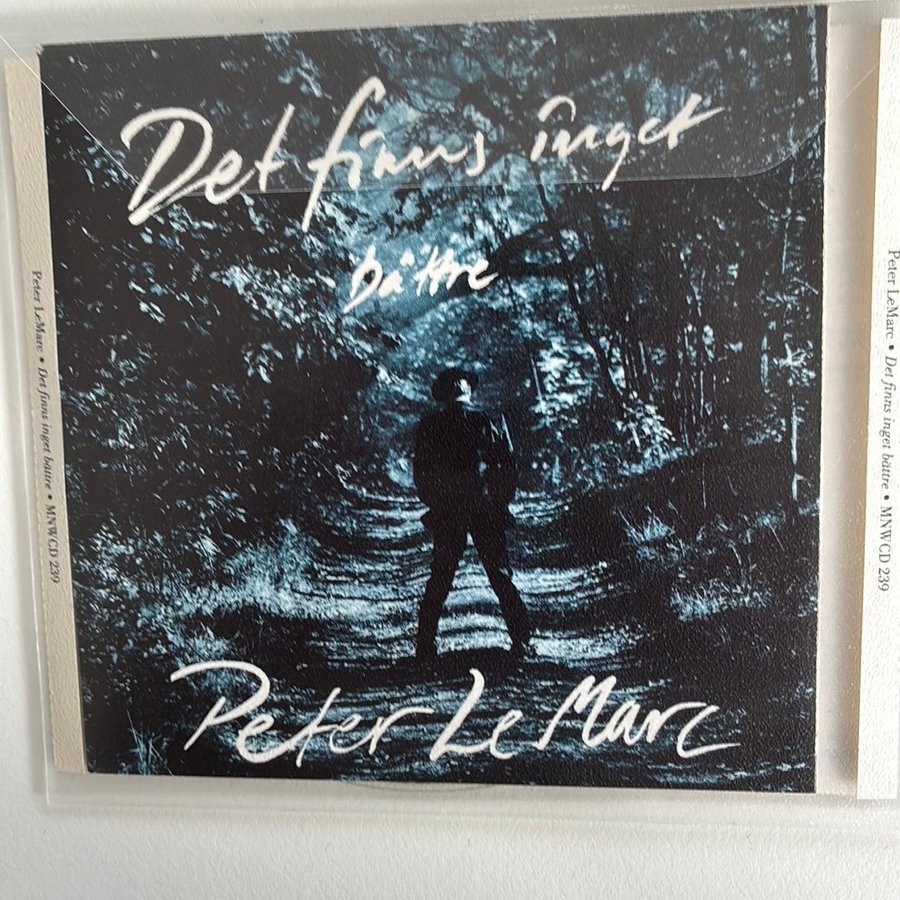 Det finns inget
bättre
Peter LeMarc
Peter LeMarc • Det finns inget bättre • MNWCD 239
Peter LeMarc • Det finns inget bättre • MNWCD 239